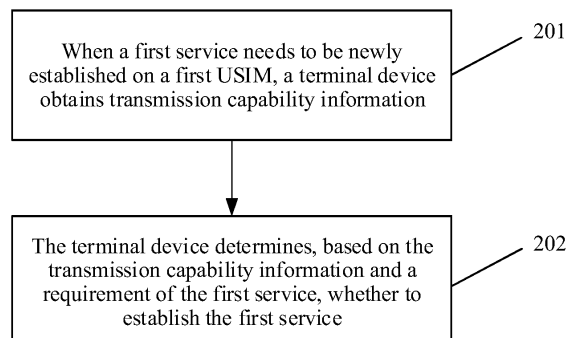 When a first service needs to be newly
established on a first USIM, a terminal device
obtains transmission capability information
201
The terminal device determines, based on the
transmission capability information and a
requirement of the first service, whether to
establish the first service
202